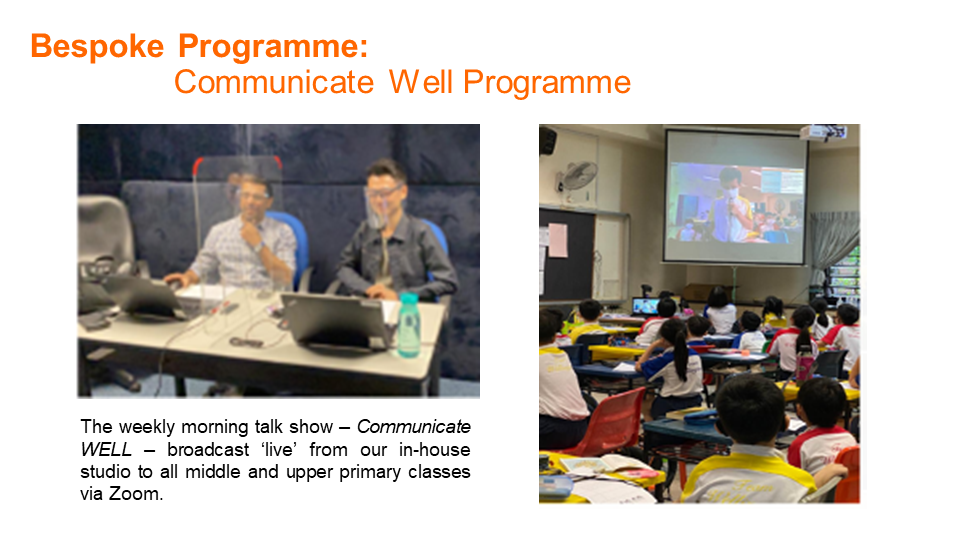 Bespoke Programme:
Communicate Well Programme
The weekly morning talk show – Communicate
WELL – broadcast ‘live’ from our in-house
studio to all middle and upper primary classes
via Zoom.